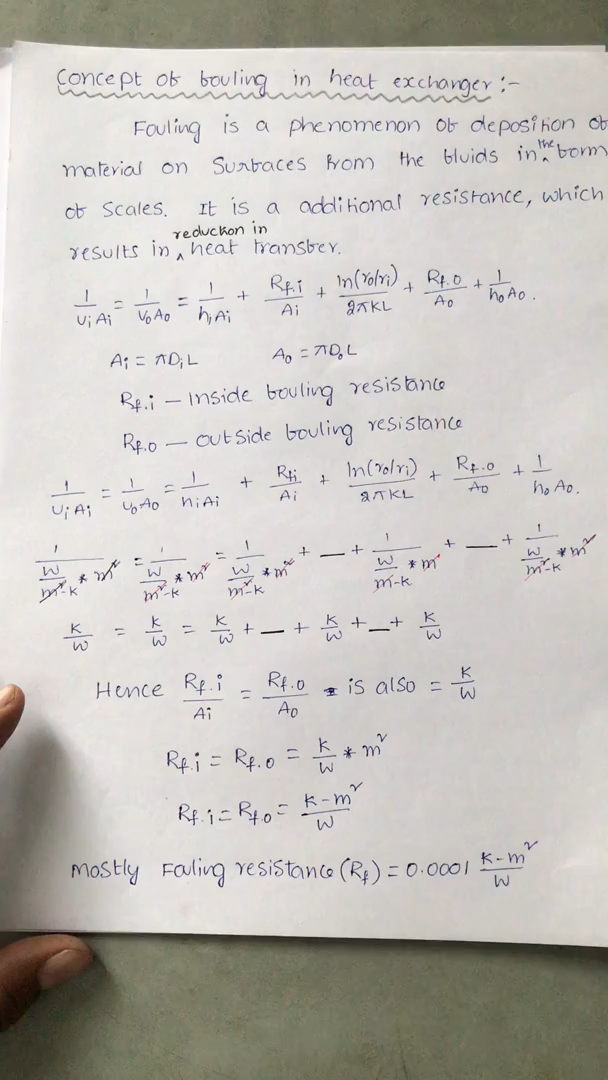 Concept of fouling in heat exchanger :-
Fouling is a phenomenon of deposition of
material on surfaces from the fluids in the form
of scales. It is a additional resistance, which
results in reduction in heat transfer.
1/(UiAi) = 1/(UoAo) = 1/(hiAi) + Rf.i/Ai + ln(ro/ri)/(2πKL) + Rf.o/Ao + 1/(hoAo).
Ai = πDiL    Ao = πDoL
Rf.i — Inside fouling resistance
Rf.o — outside fouling resistance
1/(UiAi) = 1/(UoAo) = 1/(hiAi) + Rfi/Ai + ln(ro/ri)/(2πKL) + Rf.o/Ao + 1/(hoAo).
1/(W/(m²-K) * m²) = 1/(W/(m²-K) * m²) = 1/(W/(m²-K) * m²) + — + 1/(W/(m-K) * m) + — + 1/(W/(m²-K) * m²)
K/W = K/W = K/W + — + K/W + — + K/W
Hence Rf.i/Ai = Rf.o/Ao is also = K/W
Rf.i = Rf.o = K/W * m²
Rf.i = Rf.o = K-m²/W
mostly Faling resistance (Rf) = 0.0001 K-m²/W